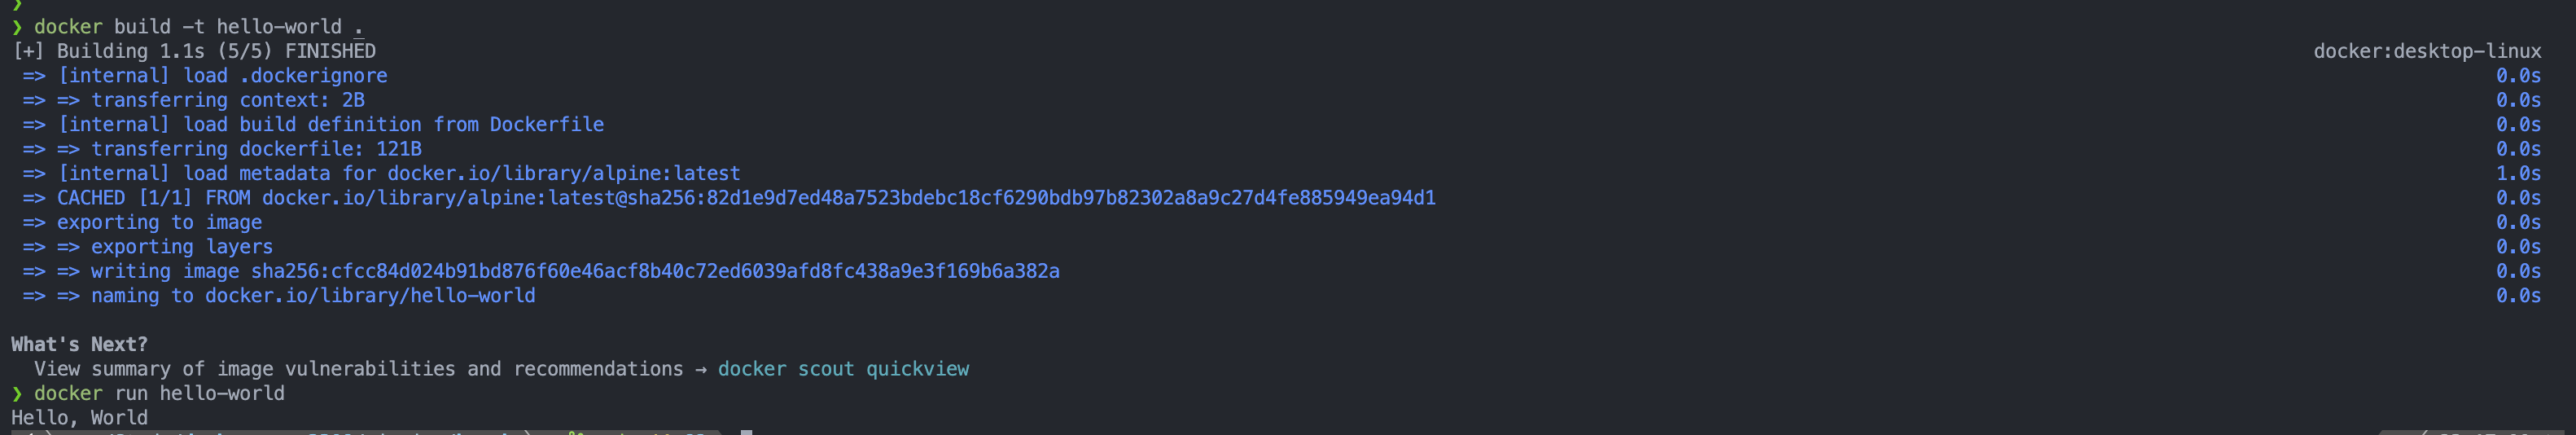 ❯
❯ docker build -t hello-world .
[+] Building 1.1s (5/5) FINISHED docker:desktop-linux
=> [internal] load .dockerignore 0.0s
=> => transferring context: 2B 0.0s
=> [internal] load build definition from Dockerfile 0.0s
=> => transferring dockerfile: 121B 0.0s
=> [internal] load metadata for docker.io/library/alpine:latest 1.0s
=> CACHED [1/1] FROM docker.io/library/alpine:latest@sha256:82d1e9d7ed48a7523bdebc18cf6290bdb97b82302a8a9c27d4fe885949ea94d1 0.0s
=> exporting to image 0.0s
=> => exporting layers 0.0s
=> => writing image sha256:cfcc84d024b91bd876f60e46acf8b40c72ed6039afd8fc438a9e3f169b6a382a 0.0s
=> => naming to docker.io/library/hello-world 0.0s
What's Next?
View summary of image vulnerabilities and recommendations → docker scout quickview
❯ docker run hello-world
Hello, World